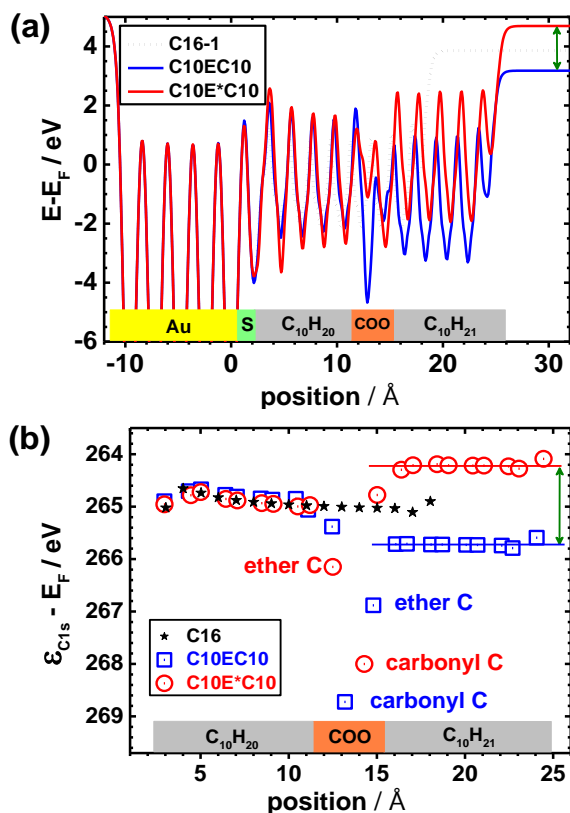 (a)
C16-1
C10EC10
C10E*C10
E-E_F / eV
4
2
0
-2
-4
-6
Au
S
C₁₀H₂₀
COO
C₁₀H₂₁
-10
0
10
20
30
position / Å
(b)
ε_C1s - E_F / eV
264
265
266
267
268
269
ether C
ether C
carbonyl C
carbonyl C
C16
C10EC10
C10E*C10
C₁₀H₂₀
COO
C₁₀H₂₁
5
10
15
20
25
position / Å